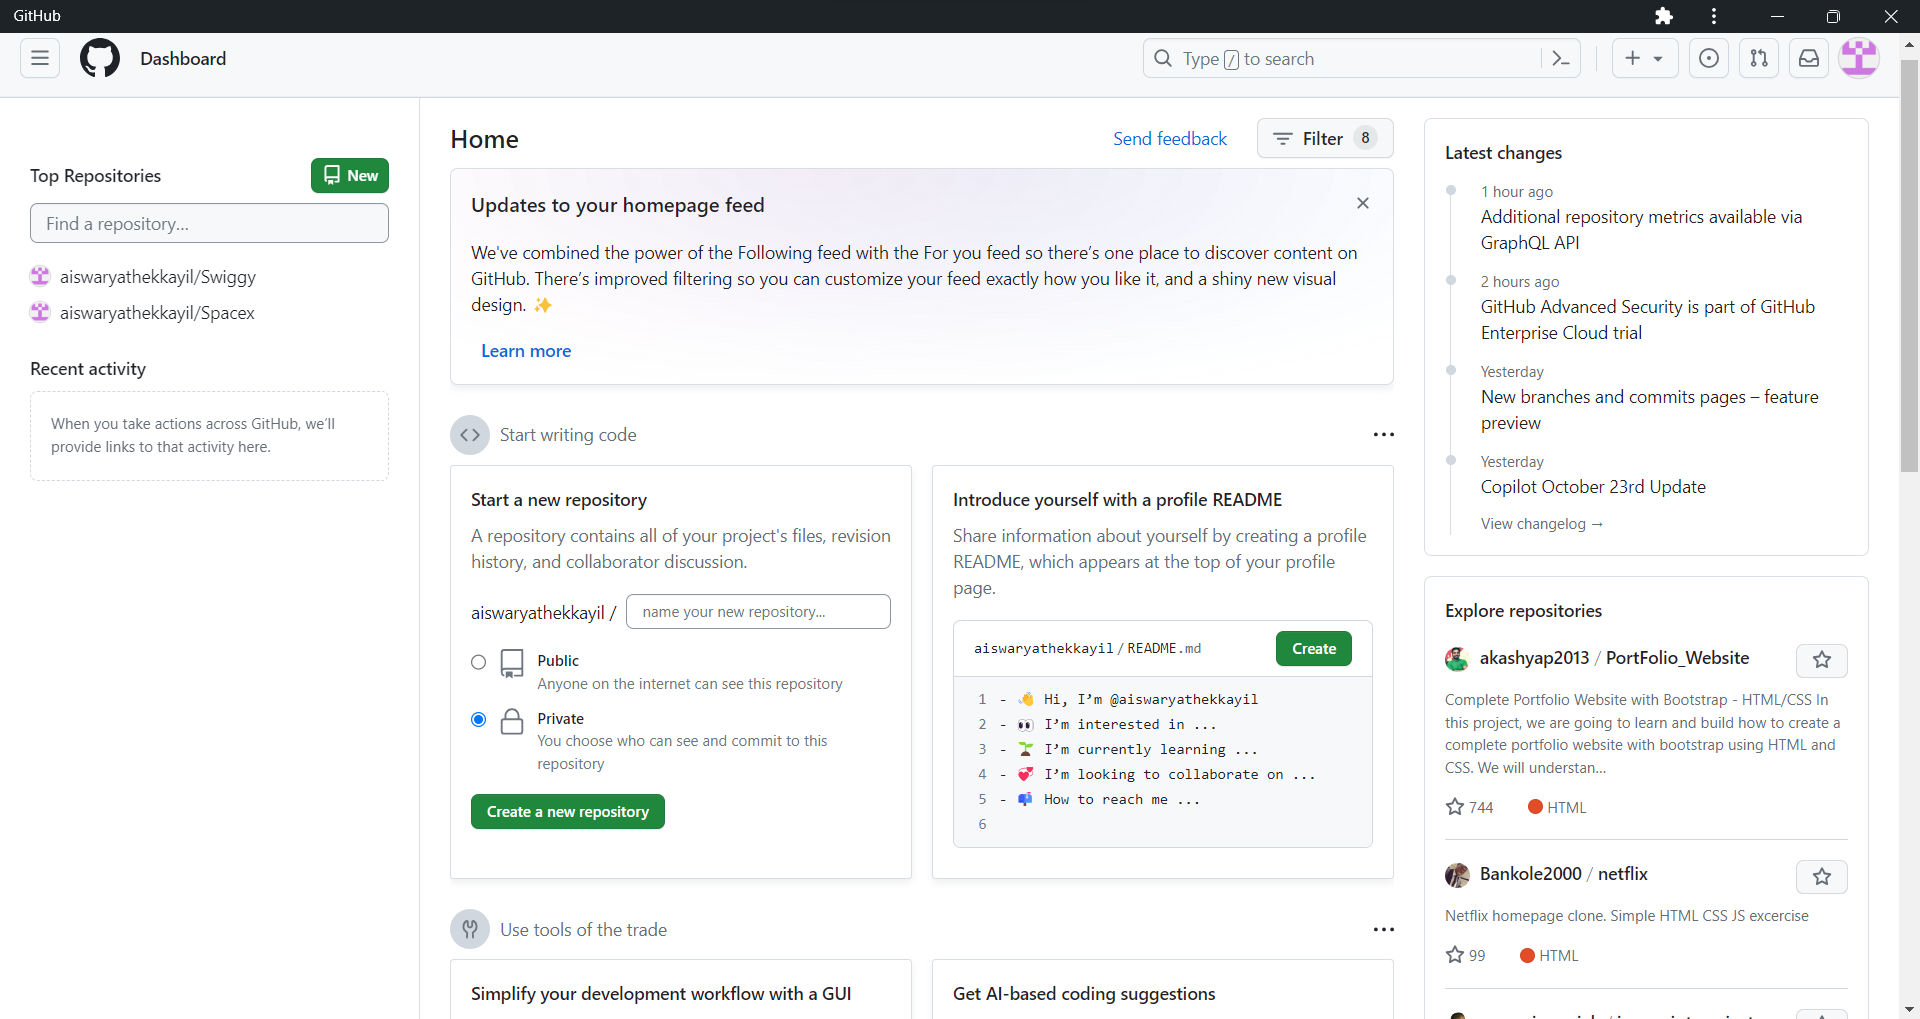 GitHub
Dashboard
Type / to search
Top Repositories
New
Find a repository...
aiswaryathekkayil/Swiggy
aiswaryathekkayil/Spacex
Recent activity
When you take actions across GitHub, we'll
provide links to that activity here.
Home
Send feedback
Filter 8
Updates to your homepage feed
We've combined the power of the Following feed with the For you feed so there's one place to discover content on
GitHub. There's improved filtering so you can customize your feed exactly how you like it, and a shiny new visual
design. ✨
Learn more
Start writing code
Start a new repository
A repository contains all of your project's files, revision
history, and collaborator discussion.
aiswaryathekkayil /
name your new repository...
Public
Anyone on the internet can see this repository
Private
You choose who can see and commit to this
repository
Create a new repository
Introduce yourself with a profile README
Share information about yourself by creating a profile
README, which appears at the top of your profile
page.
aiswaryathekkayil / README.md
Create
1 - 👋 Hi, I’m @aiswaryathekkayil
2 - 👀 I’m interested in ...
3 - 🌱 I’m currently learning ...
4 - 💞️ I’m looking to collaborate on ...
5 - 📫 How to reach me ...
6
Use tools of the trade
Simplify your development workflow with a GUI
Get AI-based coding suggestions
Latest changes
1 hour ago
Additional repository metrics available via
GraphQL API
2 hours ago
GitHub Advanced Security is part of GitHub
Enterprise Cloud trial
Yesterday
New branches and commits pages – feature
preview
Yesterday
Copilot October 23rd Update
View changelog →
Explore repositories
akashyap2013 / PortFolio_Website
Complete Portfolio Website with Bootstrap - HTML/CSS In
this project, we are going to learn and build how to create a
complete portfolio website with bootstrap using HTML and
CSS. We will understan...
744
HTML
Bankole2000 / netflix
Netflix homepage clone. Simple HTML CSS JS excercise
99
HTML